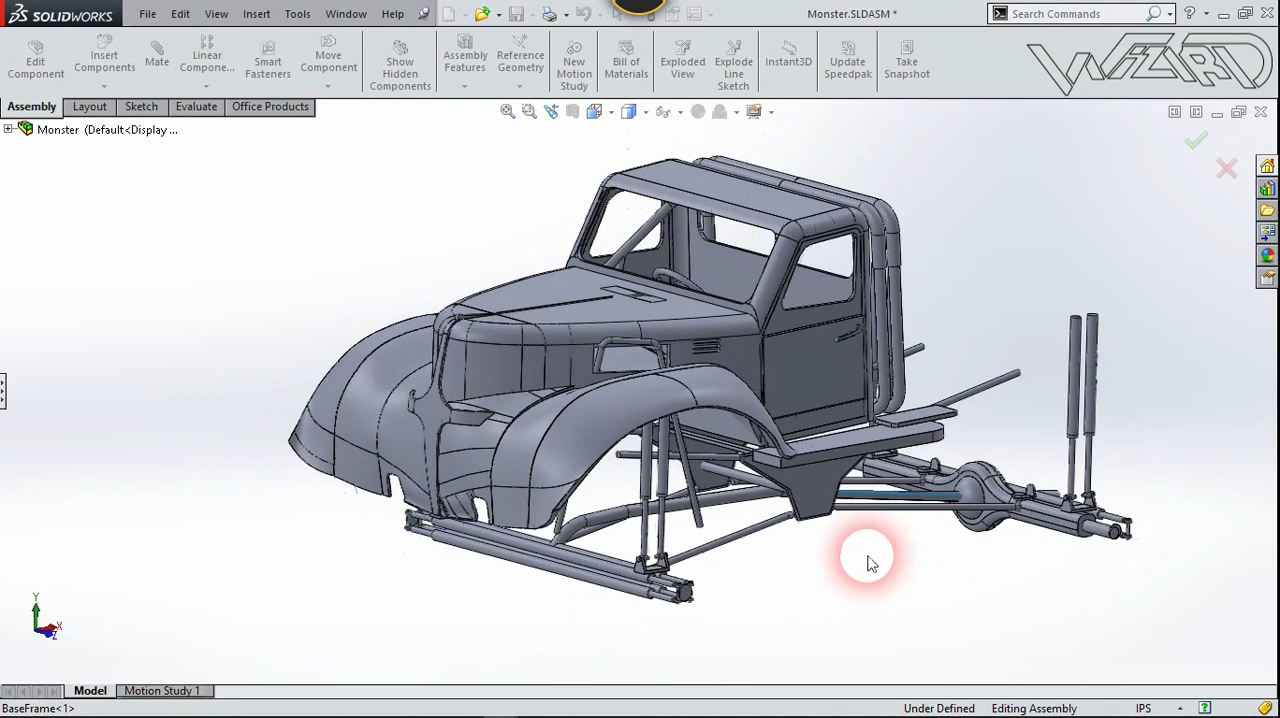 SOLIDWORKS File Edit View Insert Tools Window Help Monster.SLDASM * Search Commands ?
Edit Component
Insert Components
Mate
Linear Compone...
Smart Fasteners
Move Component
Show Hidden Components
Assembly Features
Reference Geometry
New Motion Study
Bill of Materials
Exploded View
Explode Line Sketch
Instant3D
Update Speedpak
Take Snapshot
WIZARD
Assembly Layout Sketch Evaluate Office Products
Monster (Default<Display ...
Y
X
Z
Model Motion Study 1
BaseFrame<1> Under Defined Editing Assembly IPS ?